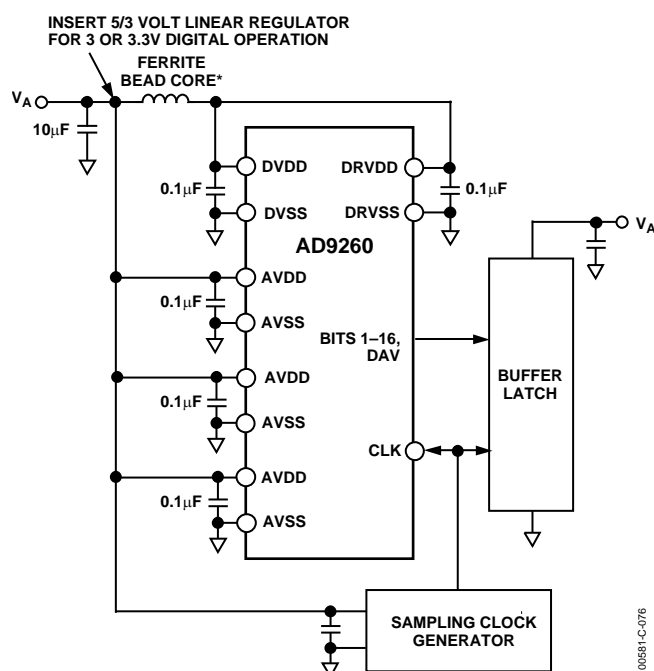 INSERT 5/3 VOLT LINEAR REGULATOR
FOR 3 OR 3.3V DIGITAL OPERATION
FERRITE
BEAD CORE*
VA
10µF
DVDD
DRVDD
0.1µF
0.1µF
DVSS
DRVSS
AD9260
VA
AVDD
0.1µF
AVSS
BITS 1–16,
DAV
BUFFER
LATCH
AVDD
0.1µF
AVSS
CLK
AVDD
0.1µF
AVSS
SAMPLING CLOCK
GENERATOR
00581-C-076